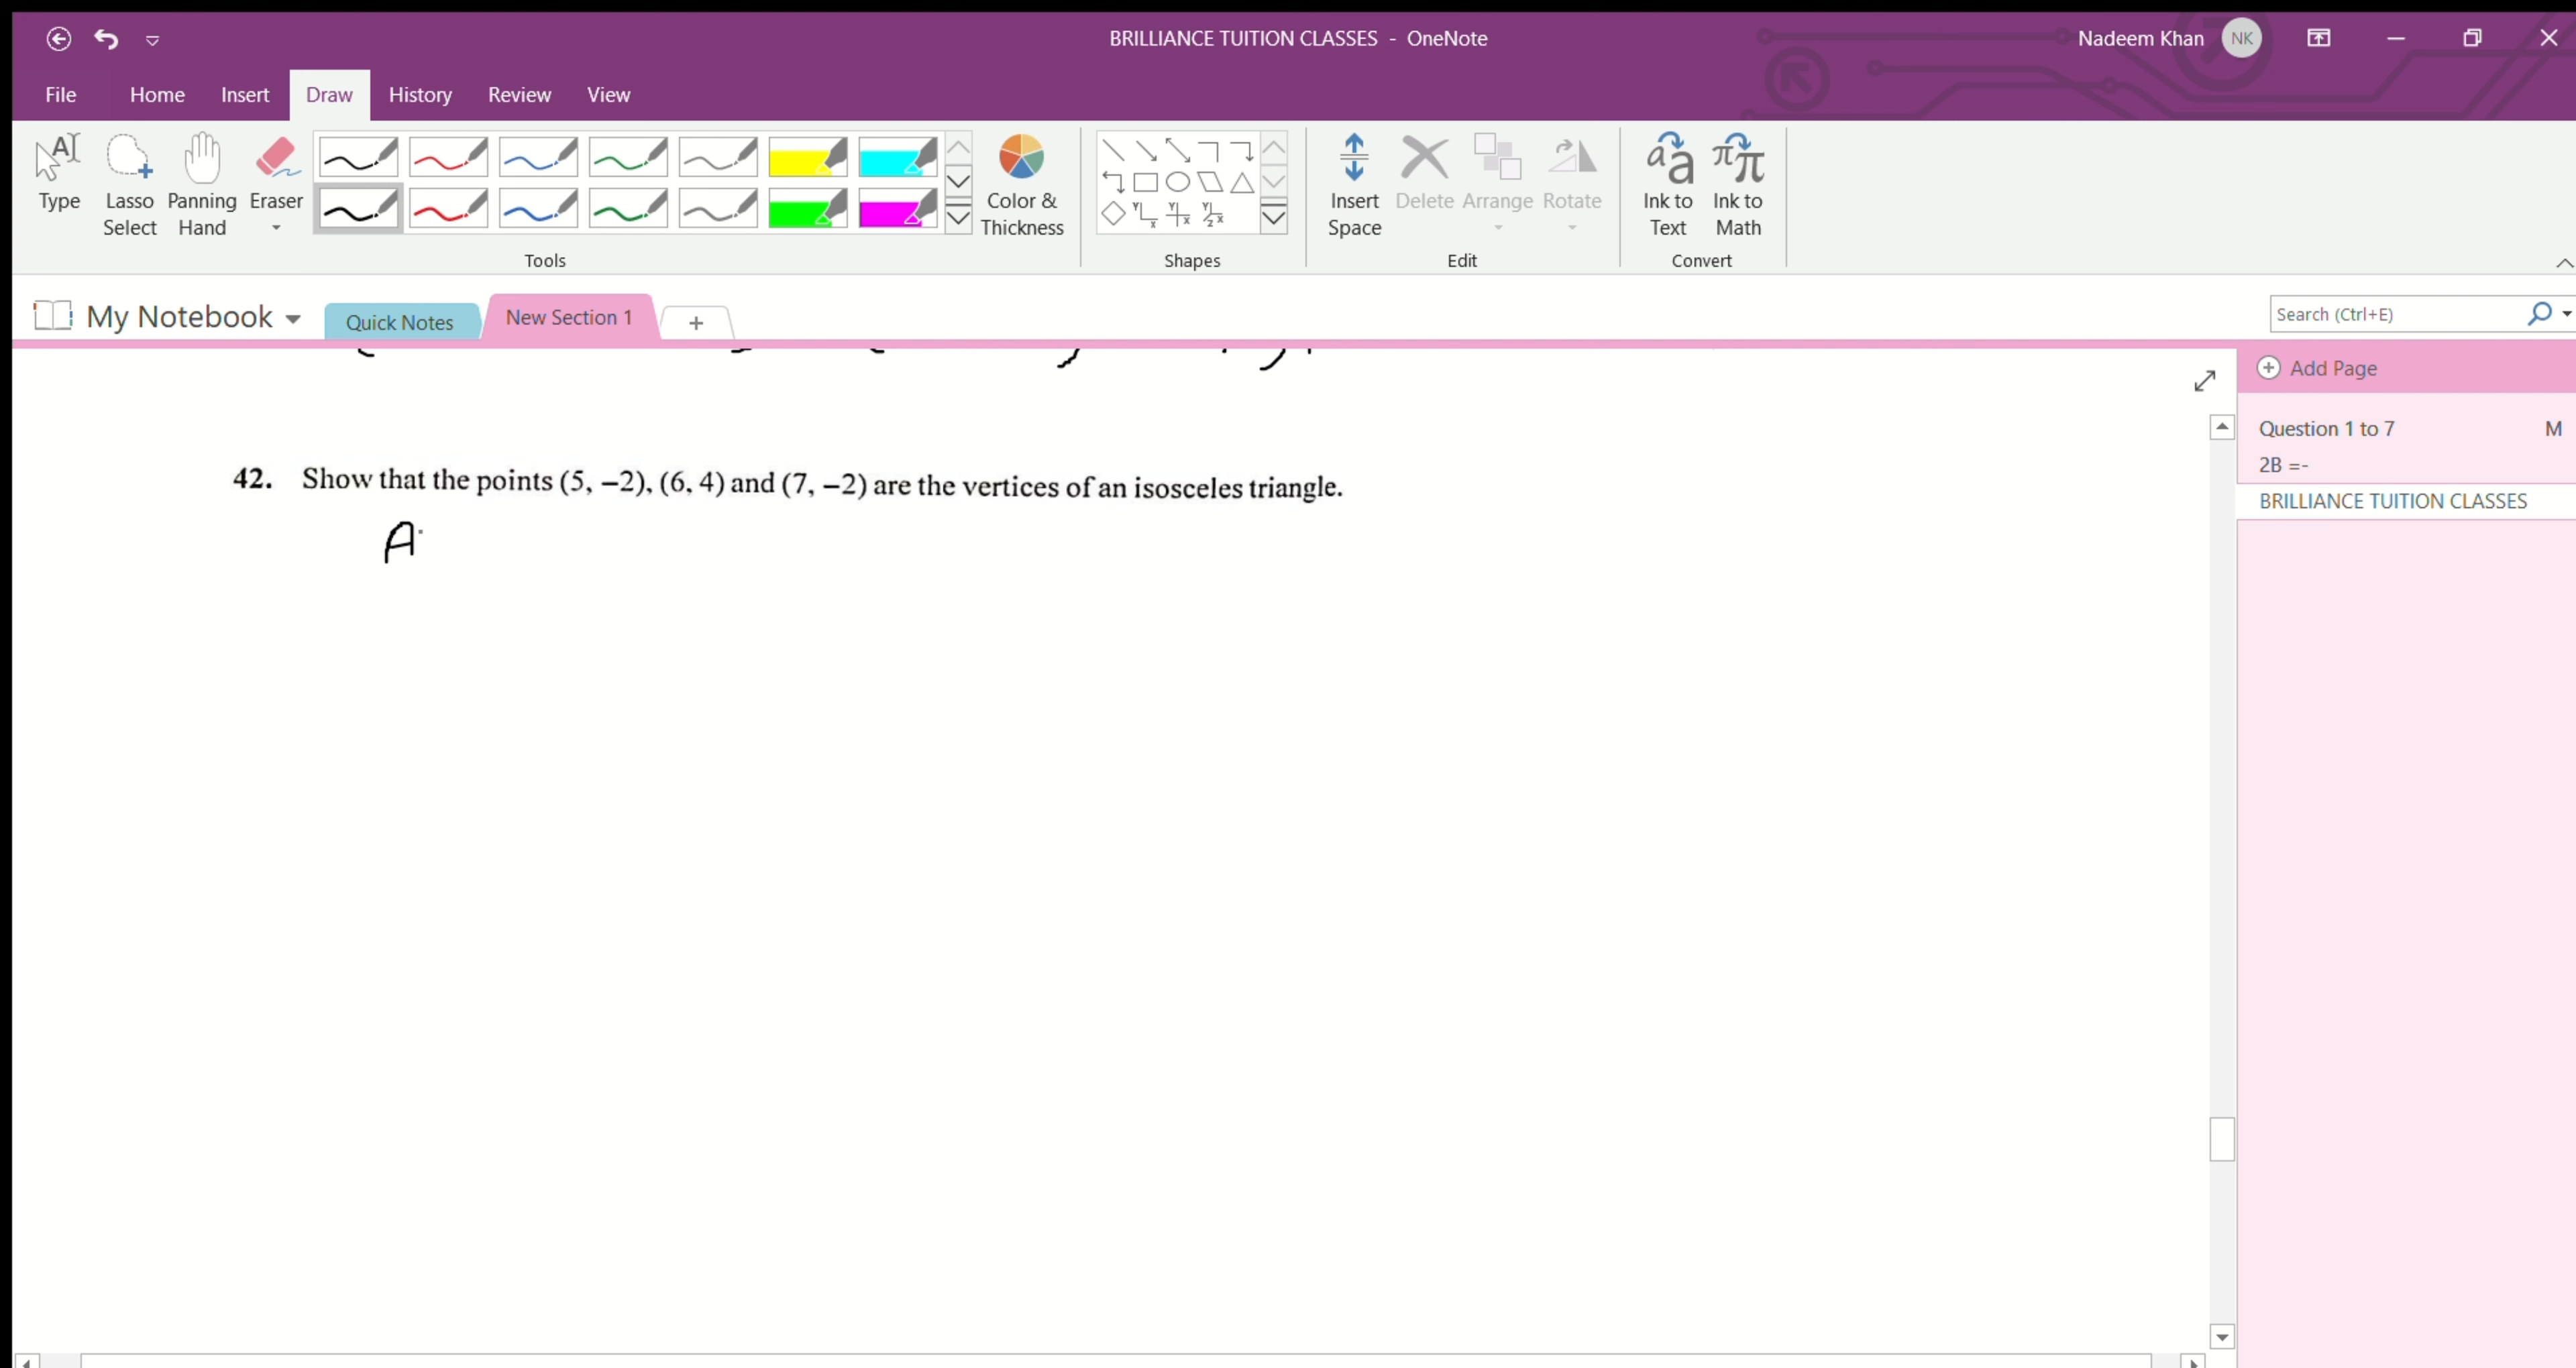 BRILLIANCE TUITION CLASSES - OneNote
Nadeem Khan NK
File Home Insert Draw History Review View
Type
Lasso Select
Panning Hand
Eraser
Color & Thickness
Insert Space
Delete
Arrange
Rotate
Ink to Text
Ink to Math
Tools
Shapes
Edit
Convert
My Notebook
Quick Notes
New Section 1
+
Search (Ctrl+E)
Add Page
Question 1 to 7 M
2B =-
BRILLIANCE TUITION CLASSES
42. Show that the points (5, −2), (6, 4) and (7, −2) are the vertices of an isosceles triangle.
A